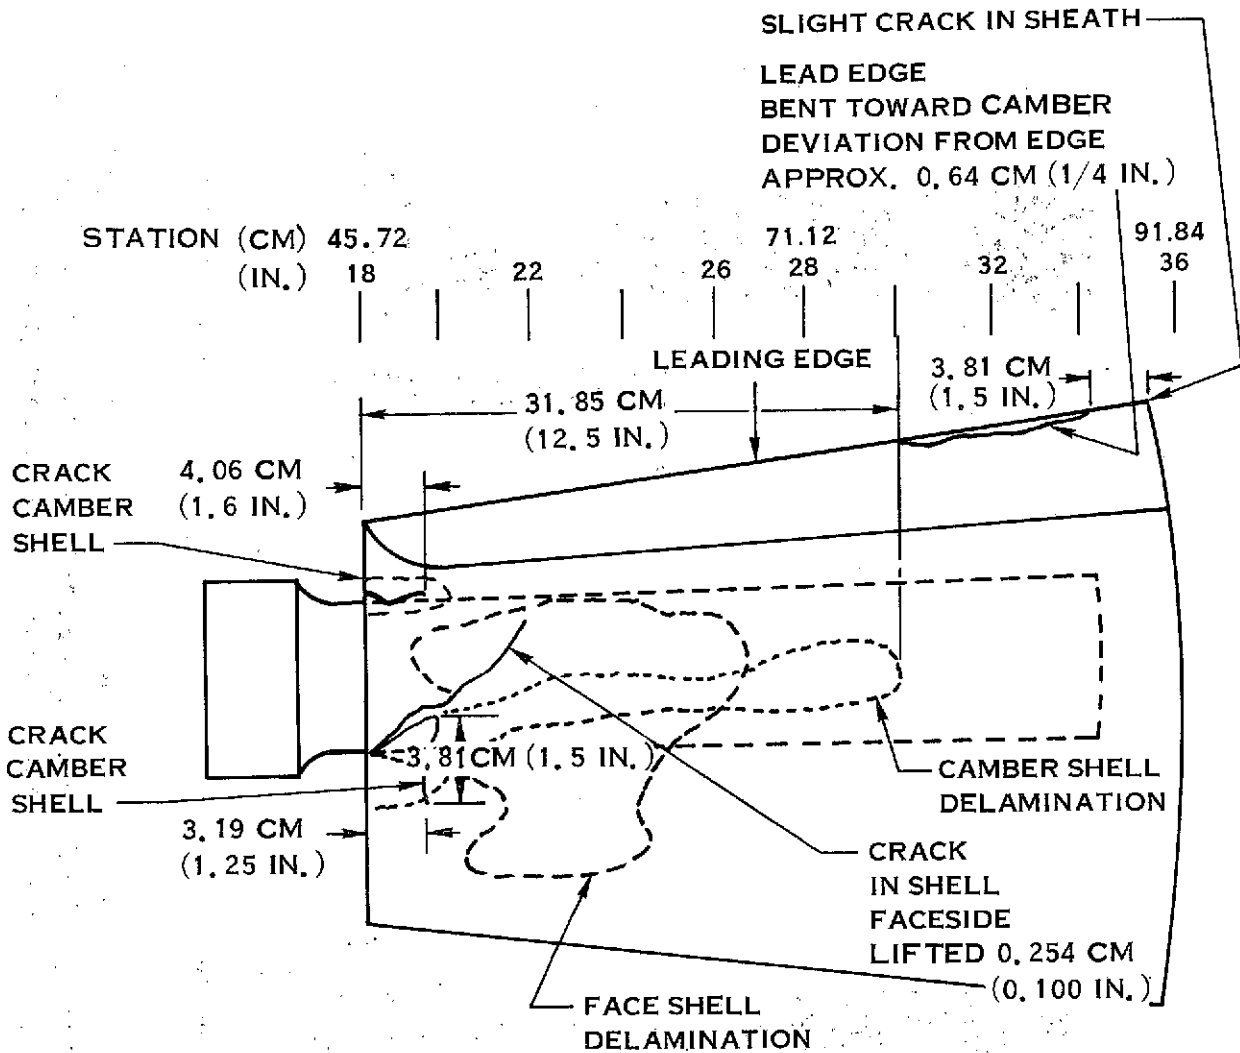 SLIGHT CRACK IN SHEATH
LEAD EDGE
BENT TOWARD CAMBER
DEVIATION FROM EDGE
APPROX. 0.64 CM (1/4 IN.)
STATION (CM) 45.72 71.12 91.84
(IN.) 18 22 26 28 32 36
LEADING EDGE
31.85 CM
(12.5 IN.)
3.81 CM
(1.5 IN.)
CRACK
CAMBER
SHELL
4.06 CM
(1.6 IN.)
3.81 CM (1.5 IN.)
CRACK
CAMBER
SHELL
3.19 CM
(1.25 IN.)
CAMBER SHELL
DELAMINATION
CRACK
IN SHELL
FACESIDE
LIFTED 0.254 CM
(0.100 IN.)
FACE SHELL
DELAMINATION